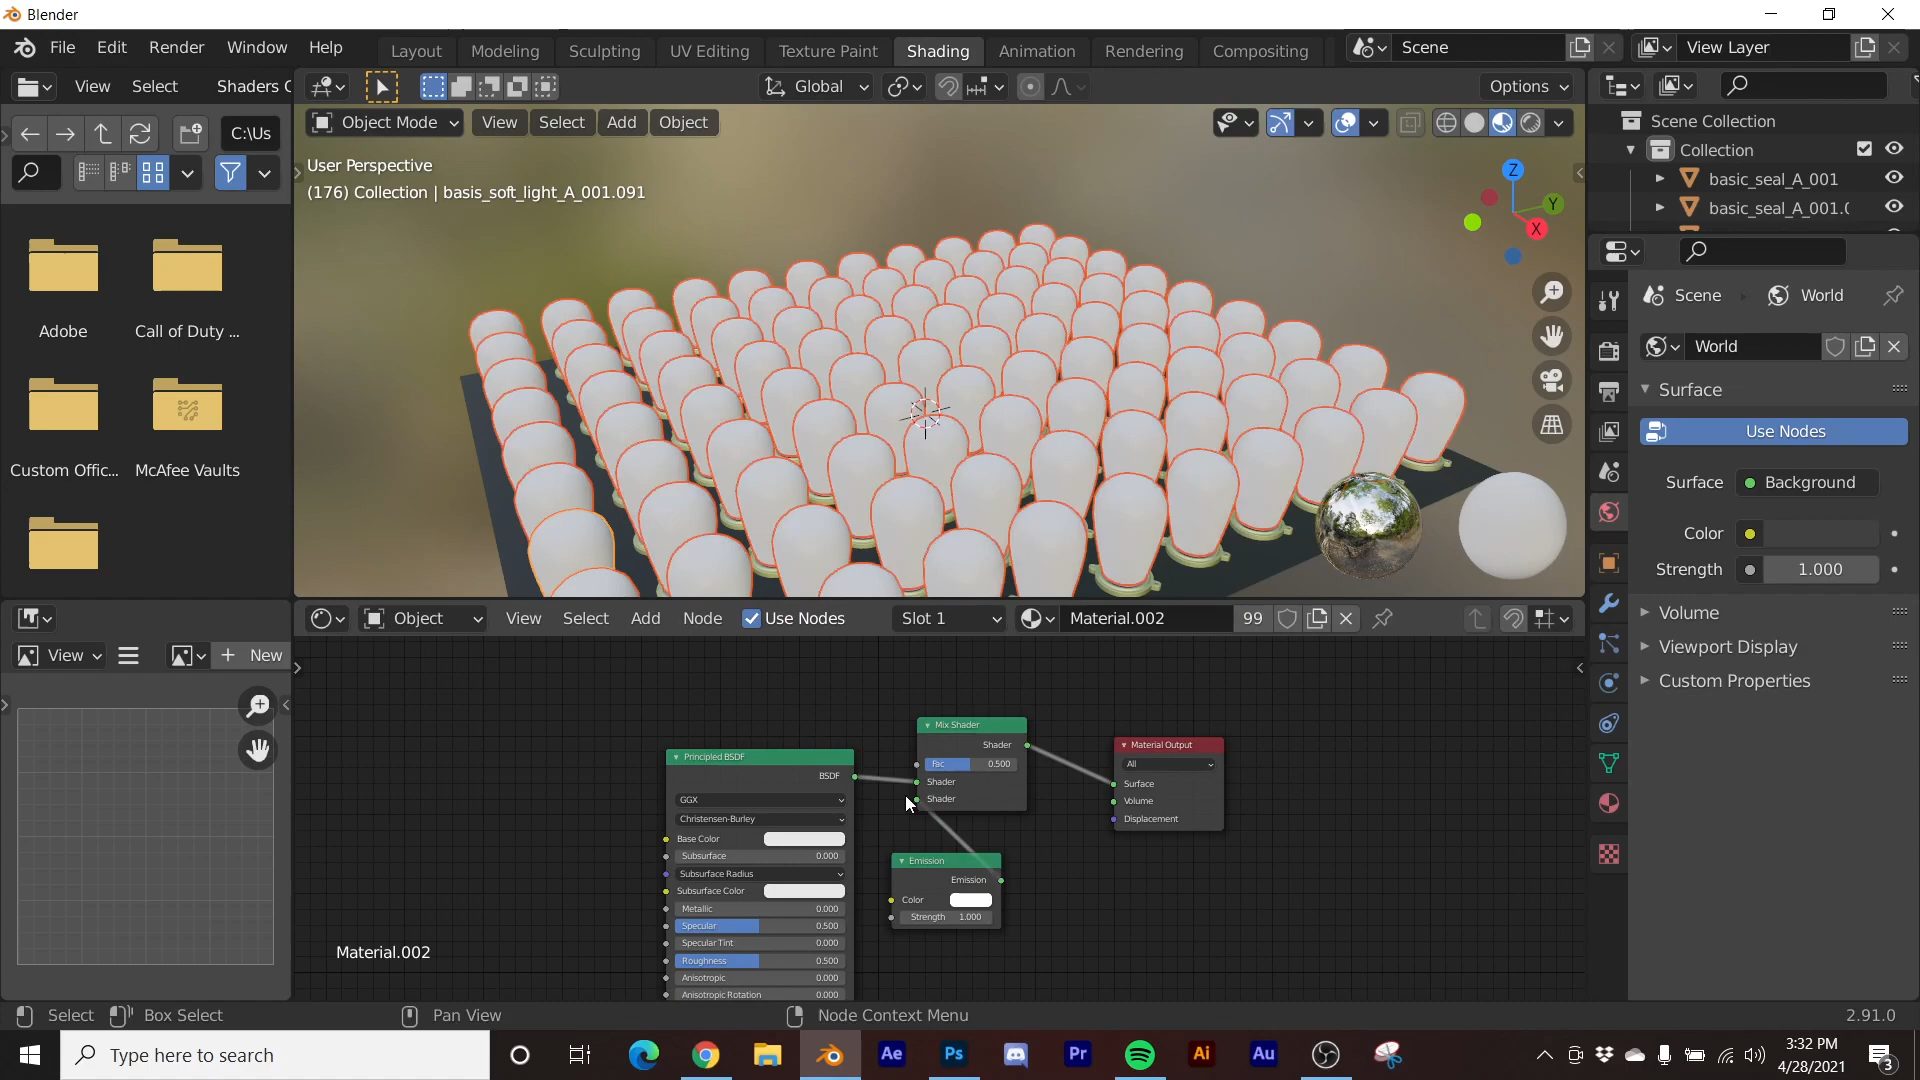 Blender
File Edit Render Window Help
Layout Modeling Sculpting UV Editing Texture Paint Shading Animation Rendering Compositing
Scene
View Layer
View Select Shaders C
Global
Options
C:\Us
Object Mode View Select Add Object
User Perspective
(176) Collection | basis_soft_light_A_001.091
Z
Y
X
Scene Collection
Collection
basic_seal_A_001
basic_seal_A_001.(
Scene World
World
Surface
Use Nodes
Surface Background
Color
Strength 1.000
Volume
Viewport Display
Custom Properties
Adobe
Call of Duty ...
Custom Offic...
McAfee Vaults
Object View Select Add Node Use Nodes Slot 1 Material.002 99
View New
Mix Shader
Shader
Fac 0.500
Shader
Shader
Material Output
All
Surface
Volume
Displacement
Principled BSDF
BSDF
GGX
Christensen-Burley
Base Color
Subsurface 0.000
Subsurface Radius
Subsurface Color
Metallic 0.000
Specular 0.500
Specular Tint 0.000
Roughness 0.500
Anisotropic 0.000
Anisotropic Rotation 0.000
Emission
Emission
Color
Strength 1.000
Material.002
Select Box Select Pan View Node Context Menu 2.91.0
Type here to search
Ae
Ps
Pr
Ai
Au
3:32 PM
4/28/2021
3